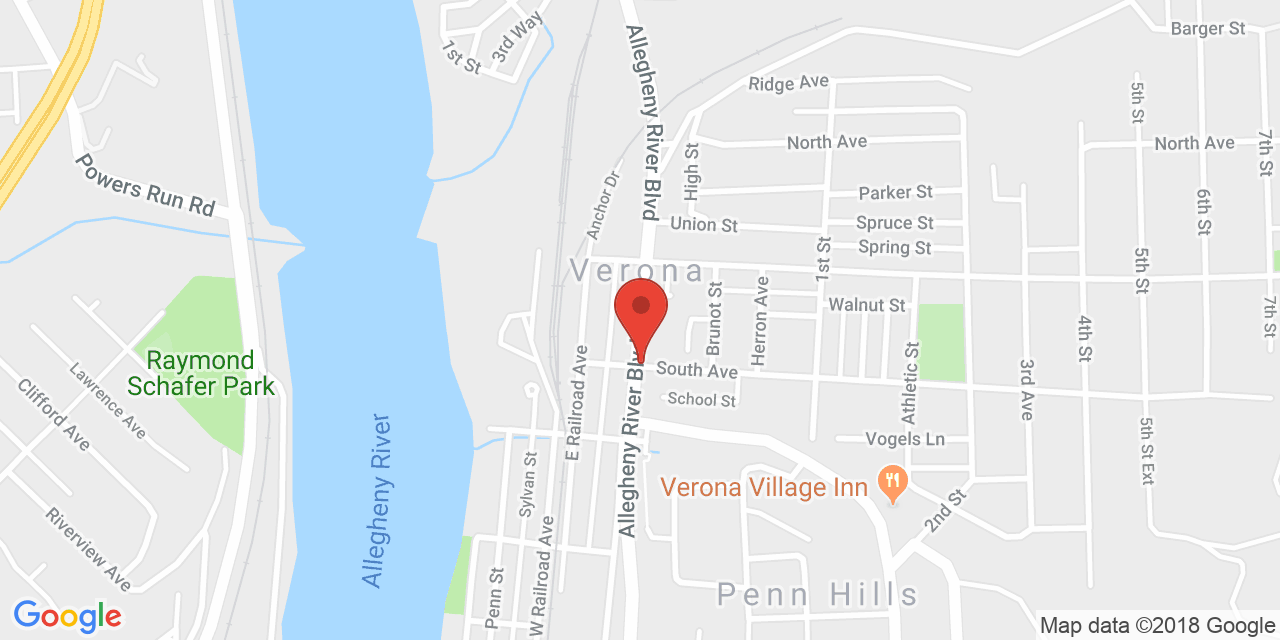 3rd Way
1st St
Allegheny River Blvd
Ridge Ave
Barger St
5th St
7th St
North Ave
North Ave
High St
Powers Run Rd
Anchor Dr
Parker St
6th St
Union St
Spruce St
Spring St
1st St
5th St
Verona
Brunot St
Herron Ave
Walnut St
7th St
4th St
Raymond
Schafer Park
Lawrence Ave
Clifford Ave
E Railroad Ave
South Ave
School St
Athletic St
3rd Ave
Allegheny River
Allegheny River Blvd
Vogels Ln
5th St Ext
Sylvan St
Verona Village Inn
2nd St
Riverview Ave
Penn St
W Railroad Ave
Penn Hills
Google
Map data ©2018 Google